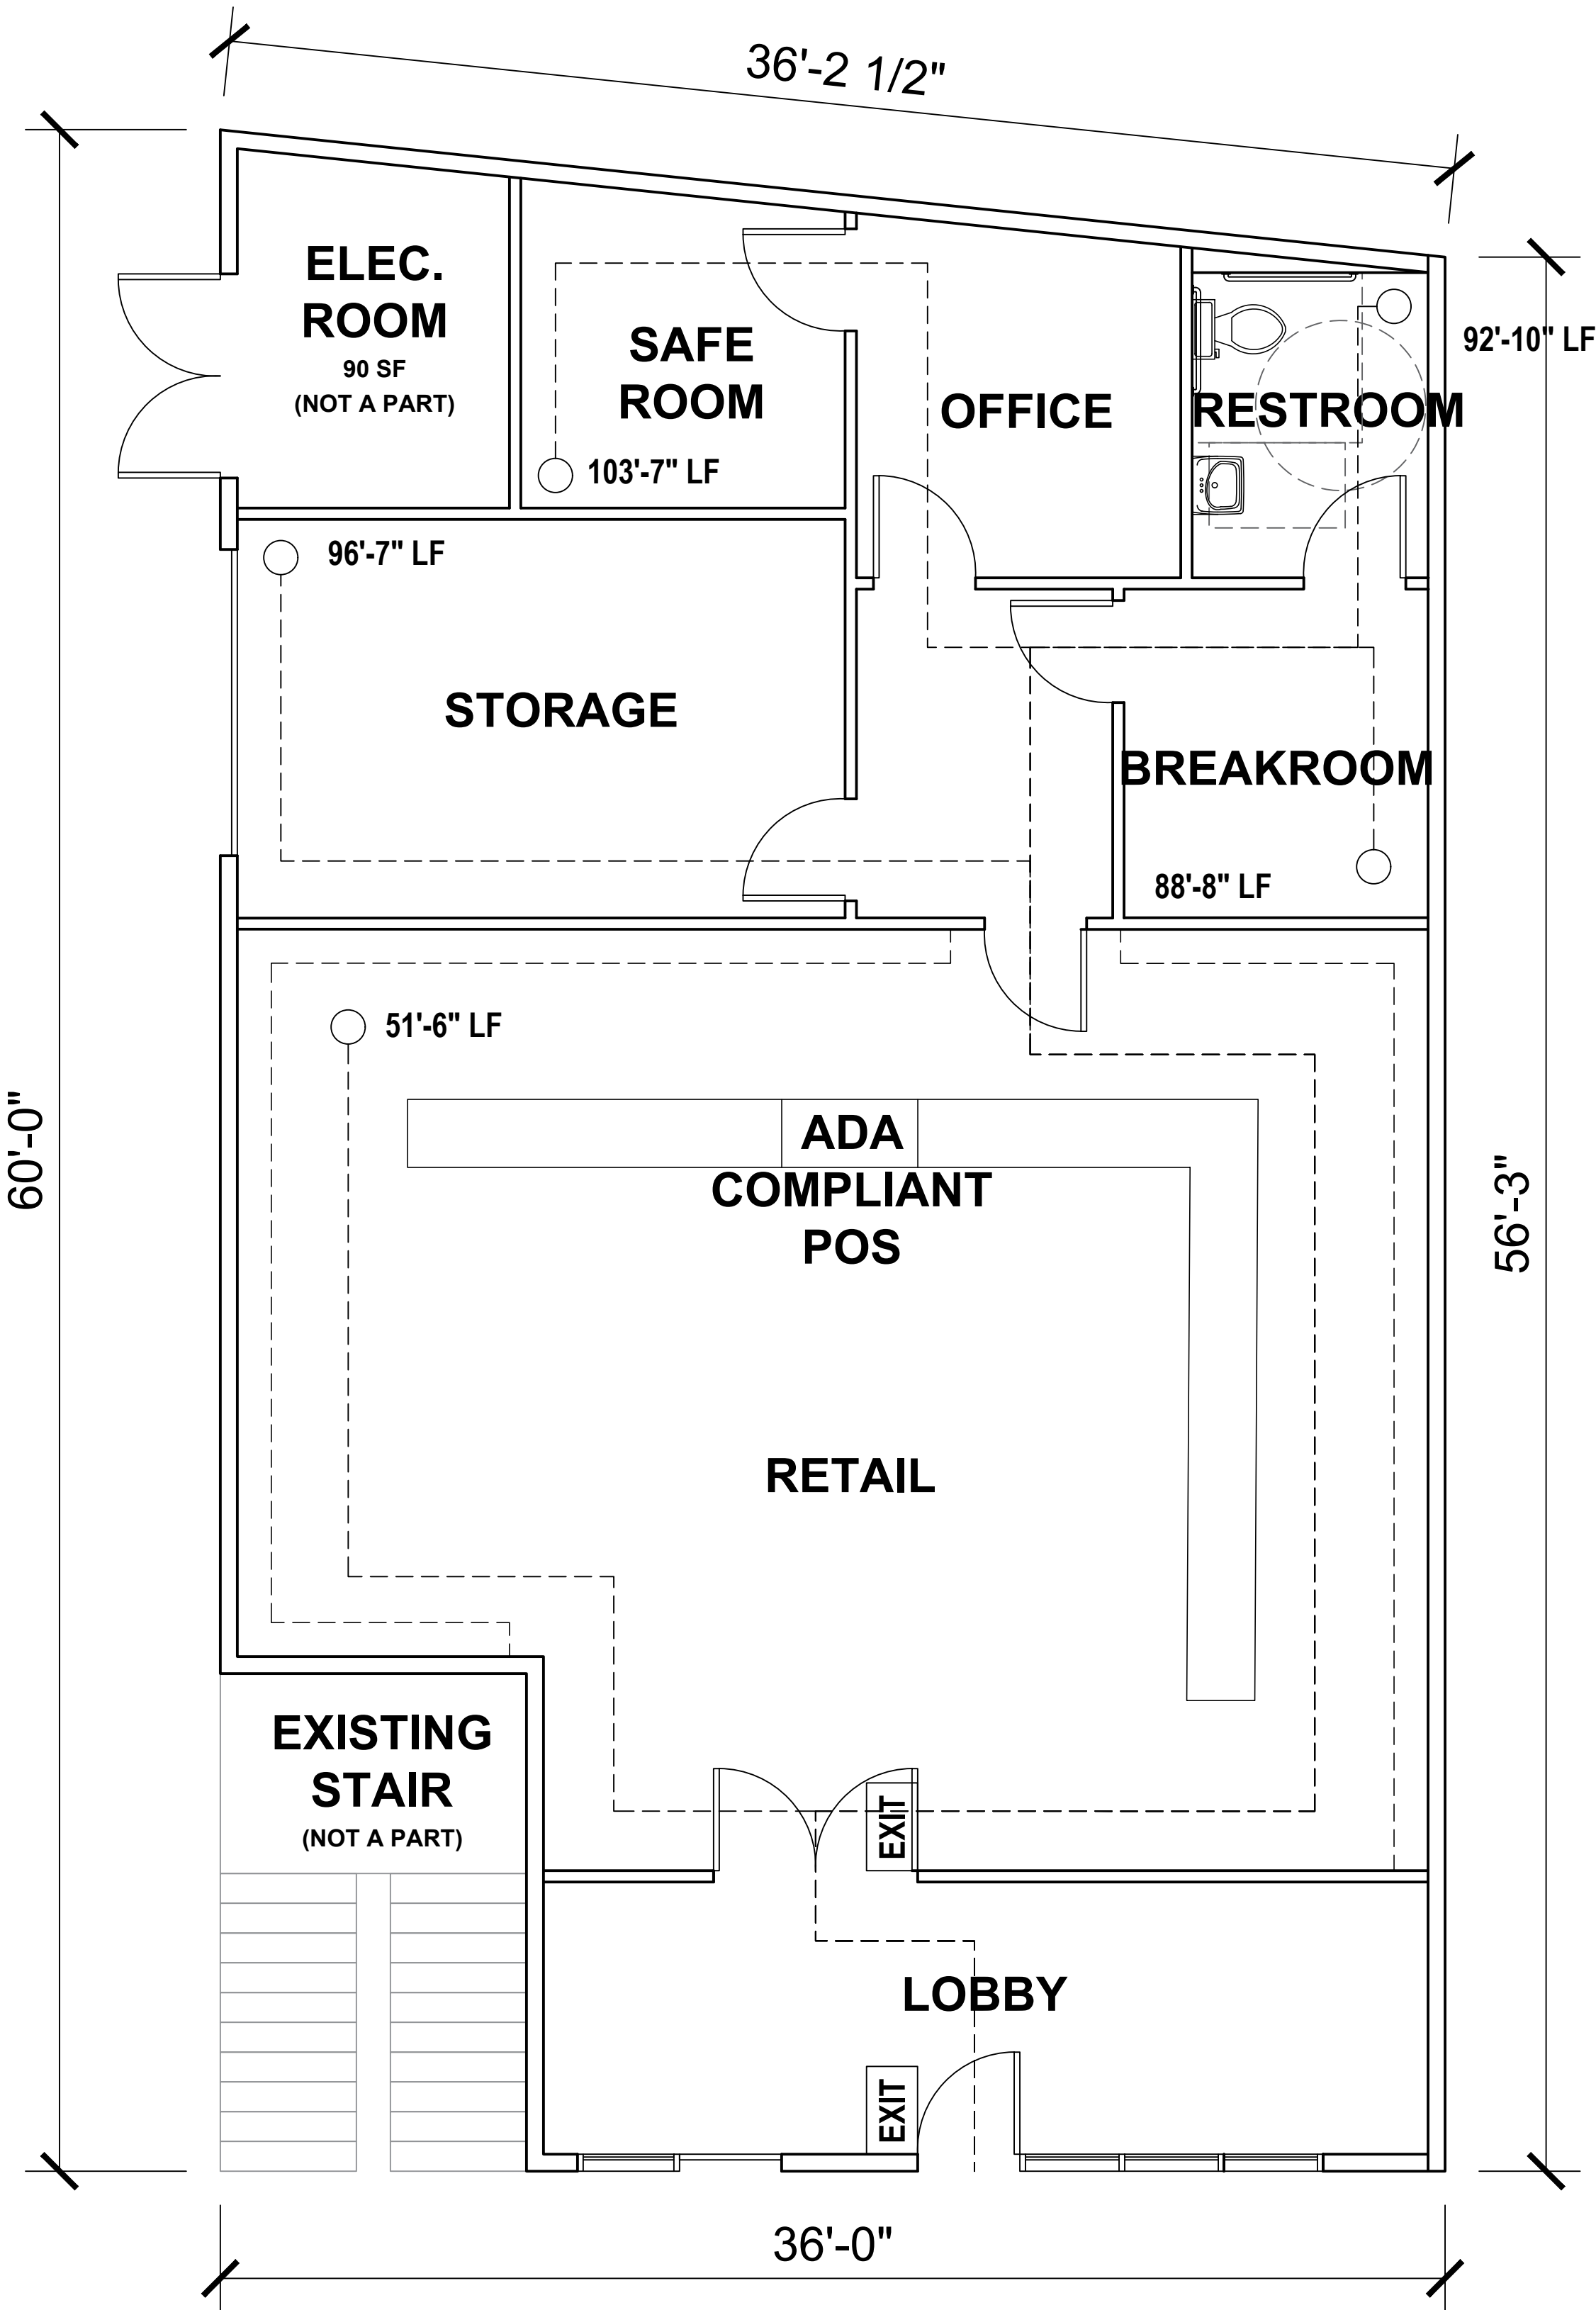 36'-2 1/2"
ELEC.
ROOM
90 SF
(NOT A PART)
SAFE
ROOM
103'-7" LF
OFFICE
RESTROOM
92'-10" LF
96'-7" LF
STORAGE
BREAKROOM
88'-8" LF
51'-6" LF
60'-0"
56'-3"
ADA
COMPLIANT
POS
RETAIL
EXISTING
STAIR
(NOT A PART)
EXIT
LOBBY
EXIT
36'-0"